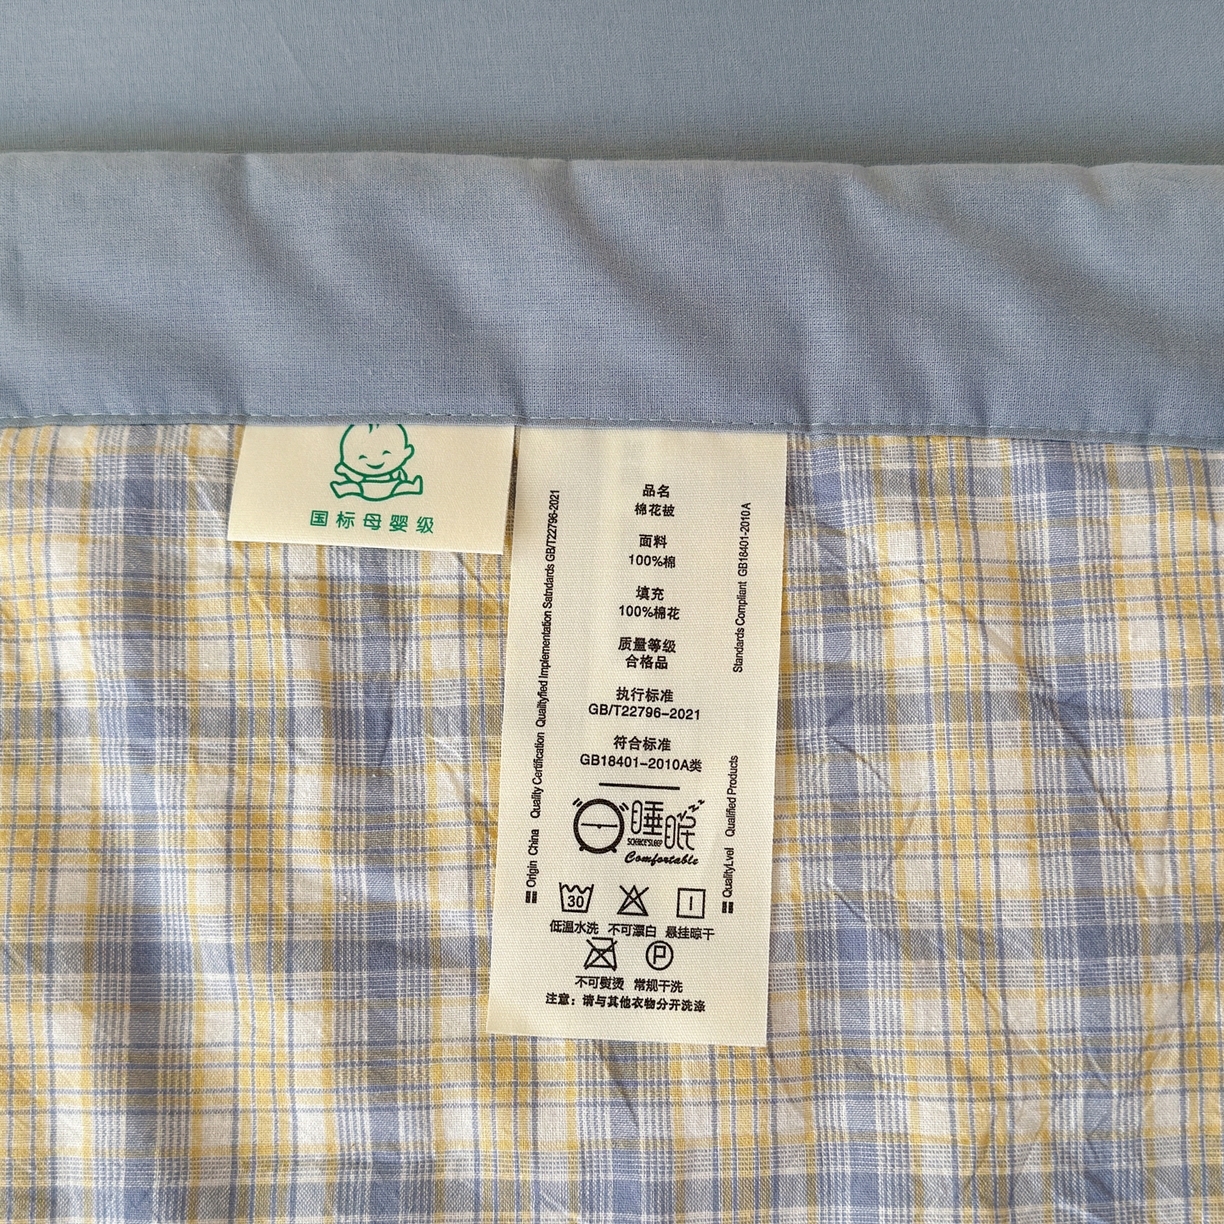 国标母婴级
品名
棉花被
面料
100%棉
填充
100%棉花
质量等级
合格品
执行标准
GB/T22796-2021
符合标准
GB18401-2010A类
睡眠
SCIENCE'SLEEP
Comfortable
30
低温水洗 不可漂白 悬挂晾干
P
不可熨烫 常规干洗
注意：请与其他衣物分开洗涤
Origin China Quality Certification Qualityfied Implementation Satndards GB/T22796-2021
QualityLvel Qualified Products Standards Compliant GB18401-2010A